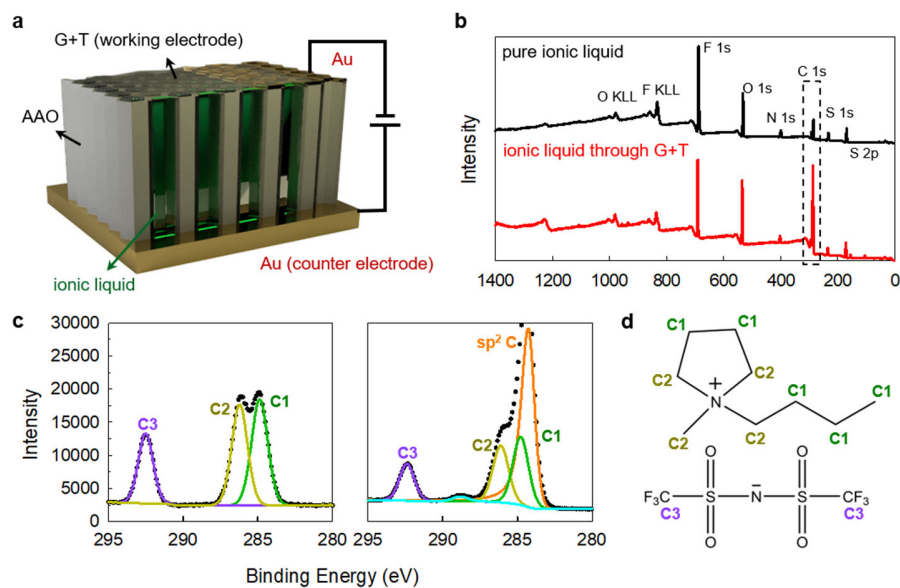 a
G+T (working electrode)
Au
AAO
ionic liquid
Au (counter electrode)
b
pure ionic liquid
F 1s
O KLL
F KLL
O 1s
C 1s
N 1s
S 1s
S 2p
ionic liquid through G+T
Intensity
1400 1200 1000 800 600 400 200 0
c
30000
25000
20000
15000
10000
5000
0
Intensity
C3
C2
C1
295 290 285 280
sp² C
C3
C2
C1
295 290 285 280
Binding Energy (eV)
d
C1 C1
C2 C2
N
+
C1 C1
C2 C2 C1
O O
F₃C S N̄ S CF₃
C3 C3
O O